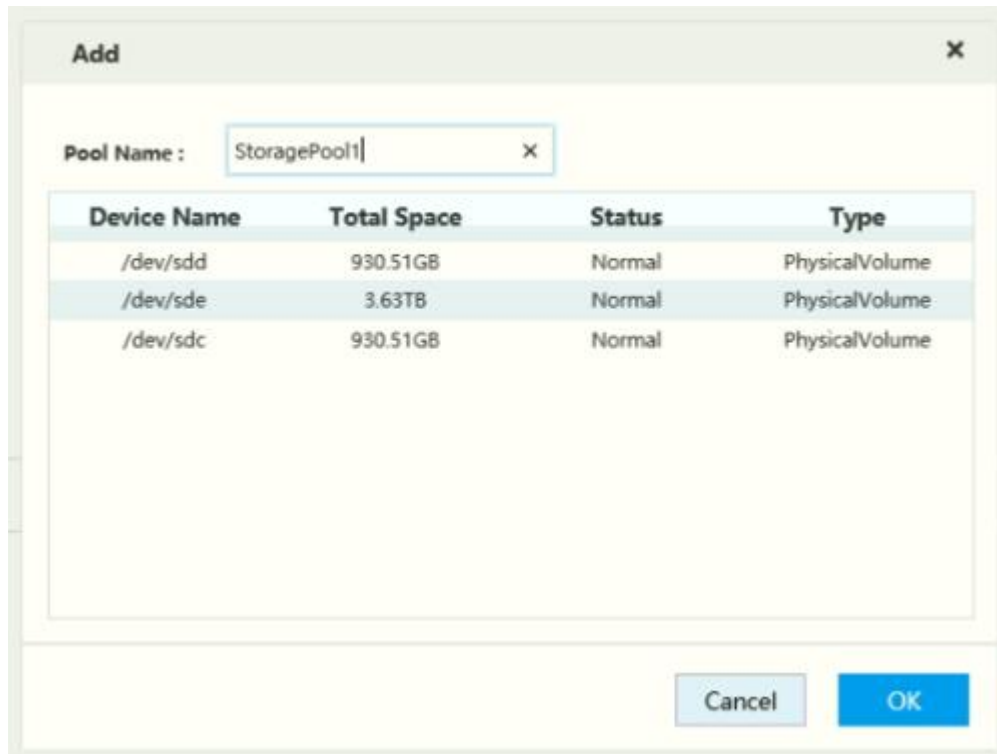 Add
Pool Name : StoragePool1
Device Name Total Space Status Type
/dev/sdd 930.51GB Normal PhysicalVolume
/dev/sde 3.63TB Normal PhysicalVolume
/dev/sdc 930.51GB Normal PhysicalVolume
Cancel OK